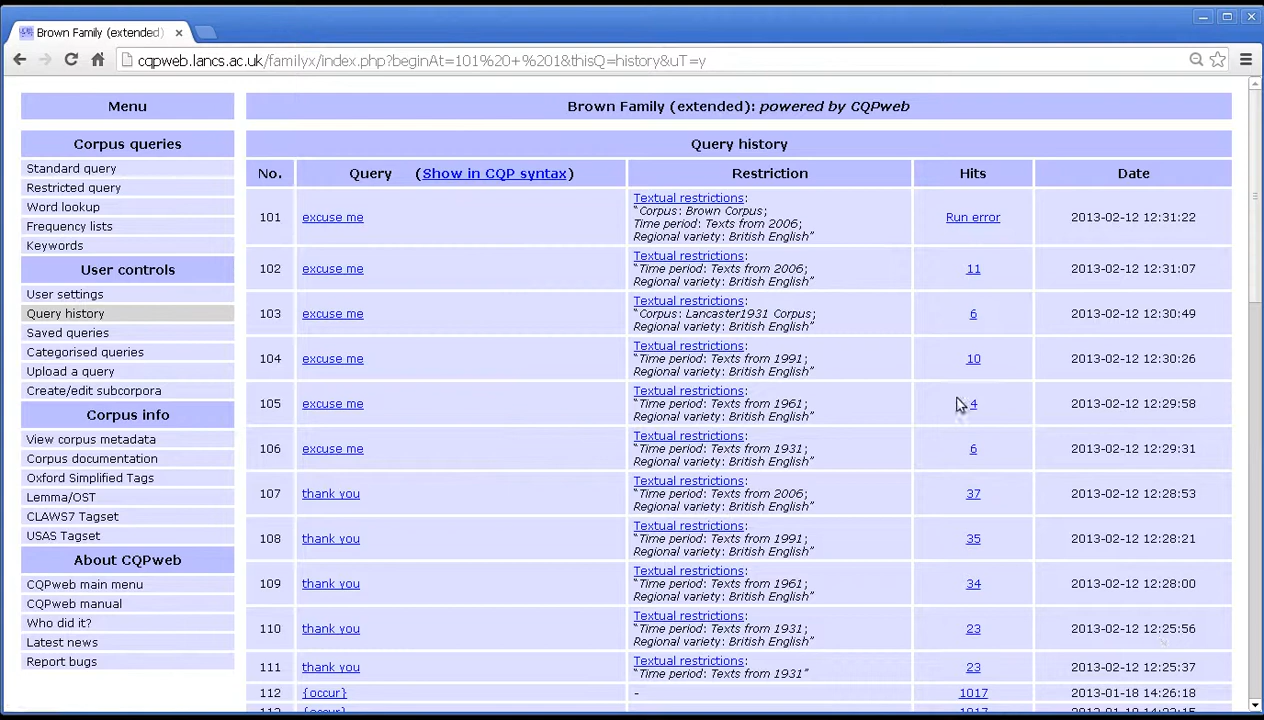 Brown Family (extended)
cqpweb.lancs.ac.uk/familyx/index.php?beginAt=101%20+%201&thisQ=history&uT=y
Menu
Corpus queries
Standard query
Restricted query
Word lookup
Frequency lists
Keywords
User controls
User settings
Query history
Saved queries
Categorised queries
Upload a query
Create/edit subcorpora
Corpus info
View corpus metadata
Corpus documentation
Oxford Simplified Tags
Lemma/OST
CLAWS7 Tagset
USAS Tagset
About CQPweb
CQPweb main menu
CQPweb manual
Who did it?
Latest news
Report bugs
Brown Family (extended): powered by CQPweb
Query history
No. Query (Show in CQP syntax) Restriction Hits Date
101 excuse me Textual restrictions:
“Corpus: Brown Corpus;
Time period: Texts from 2006;
Regional variety: British English” Run error 2013-02-12 12:31:22
102 excuse me Textual restrictions:
“Time period: Texts from 2006;
Regional variety: British English” 11 2013-02-12 12:31:07
103 excuse me Textual restrictions:
“Corpus: Lancaster1931 Corpus;
Regional variety: British English” 6 2013-02-12 12:30:49
104 excuse me Textual restrictions:
“Time period: Texts from 1991;
Regional variety: British English” 10 2013-02-12 12:30:26
105 excuse me Textual restrictions:
“Time period: Texts from 1961;
Regional variety: British English” 4 2013-02-12 12:29:58
106 excuse me Textual restrictions:
“Time period: Texts from 1931;
Regional variety: British English” 6 2013-02-12 12:29:31
107 thank you Textual restrictions:
“Time period: Texts from 2006;
Regional variety: British English” 37 2013-02-12 12:28:53
108 thank you Textual restrictions:
“Time period: Texts from 1991;
Regional variety: British English” 35 2013-02-12 12:28:21
109 thank you Textual restrictions:
“Time period: Texts from 1961;
Regional variety: British English” 34 2013-02-12 12:28:00
110 thank you Textual restrictions:
“Time period: Texts from 1931;
Regional variety: British English” 23 2013-02-12 12:25:56
111 thank you Textual restrictions:
“Time period: Texts from 1931” 23 2013-02-12 12:25:37
112 {occur} - 1017 2013-01-18 14:26:18